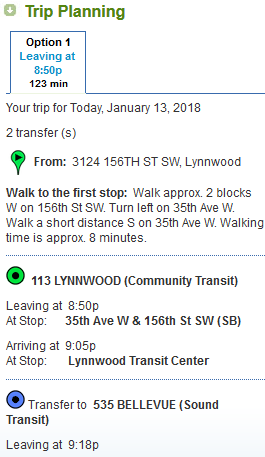 Trip Planning
Option 1
Leaving at
8:50p
123 min
Your trip for Today, January 13, 2018
2 transfer (s)
From: 3124 156TH ST SW, Lynnwood
Walk to the first stop: Walk approx. 2 blocks
W on 156th St SW. Turn left on 35th Ave W.
Walk a short distance S on 35th Ave W. Walking
time is approx. 8 minutes.
113 LYNNWOOD (Community Transit)
Leaving at 8:50p
At Stop: 35th Ave W & 156th St SW (SB)
Arriving at 9:05p
At Stop: Lynnwood Transit Center
Transfer to 535 BELLEVUE (Sound
Transit)
Leaving at 9:18p